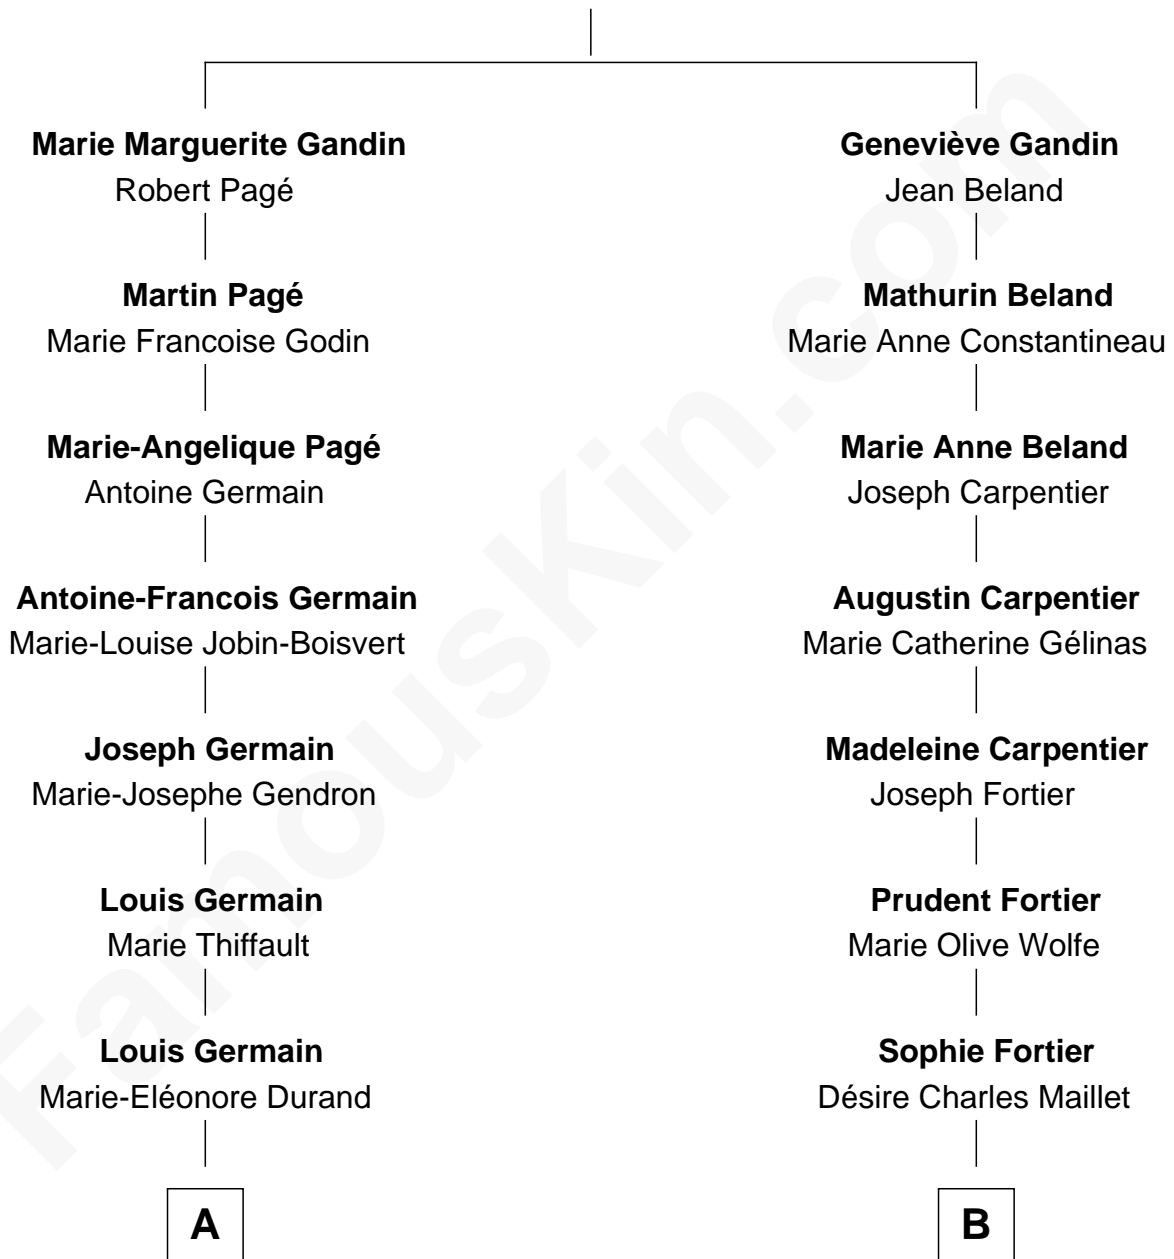 Marie Marguerite Gandin
Robert Pagé
Martin Pagé
Marie Francoise Godin
Marie-Angelique Pagé
Antoine Germain
Antoine-Francois Germain
Marie-Louise Jobin-Boisvert
Joseph Germain
Marie-Josephe Gendron
Louis Germain
Marie Thiffault
Louis Germain
Marie-Eléonore Durand
A
Geneviève Gandin
Jean Beland
Mathurin Beland
Marie Anne Constantineau
Marie Anne Beland
Joseph Carpentier
Augustin Carpentier
Marie Catherine Gélinas
Madeleine Carpentier
Joseph Fortier
Prudent Fortier
Marie Olive Wolfe
Sophie Fortier
Désire Charles Maillet
B
FamousKin.com